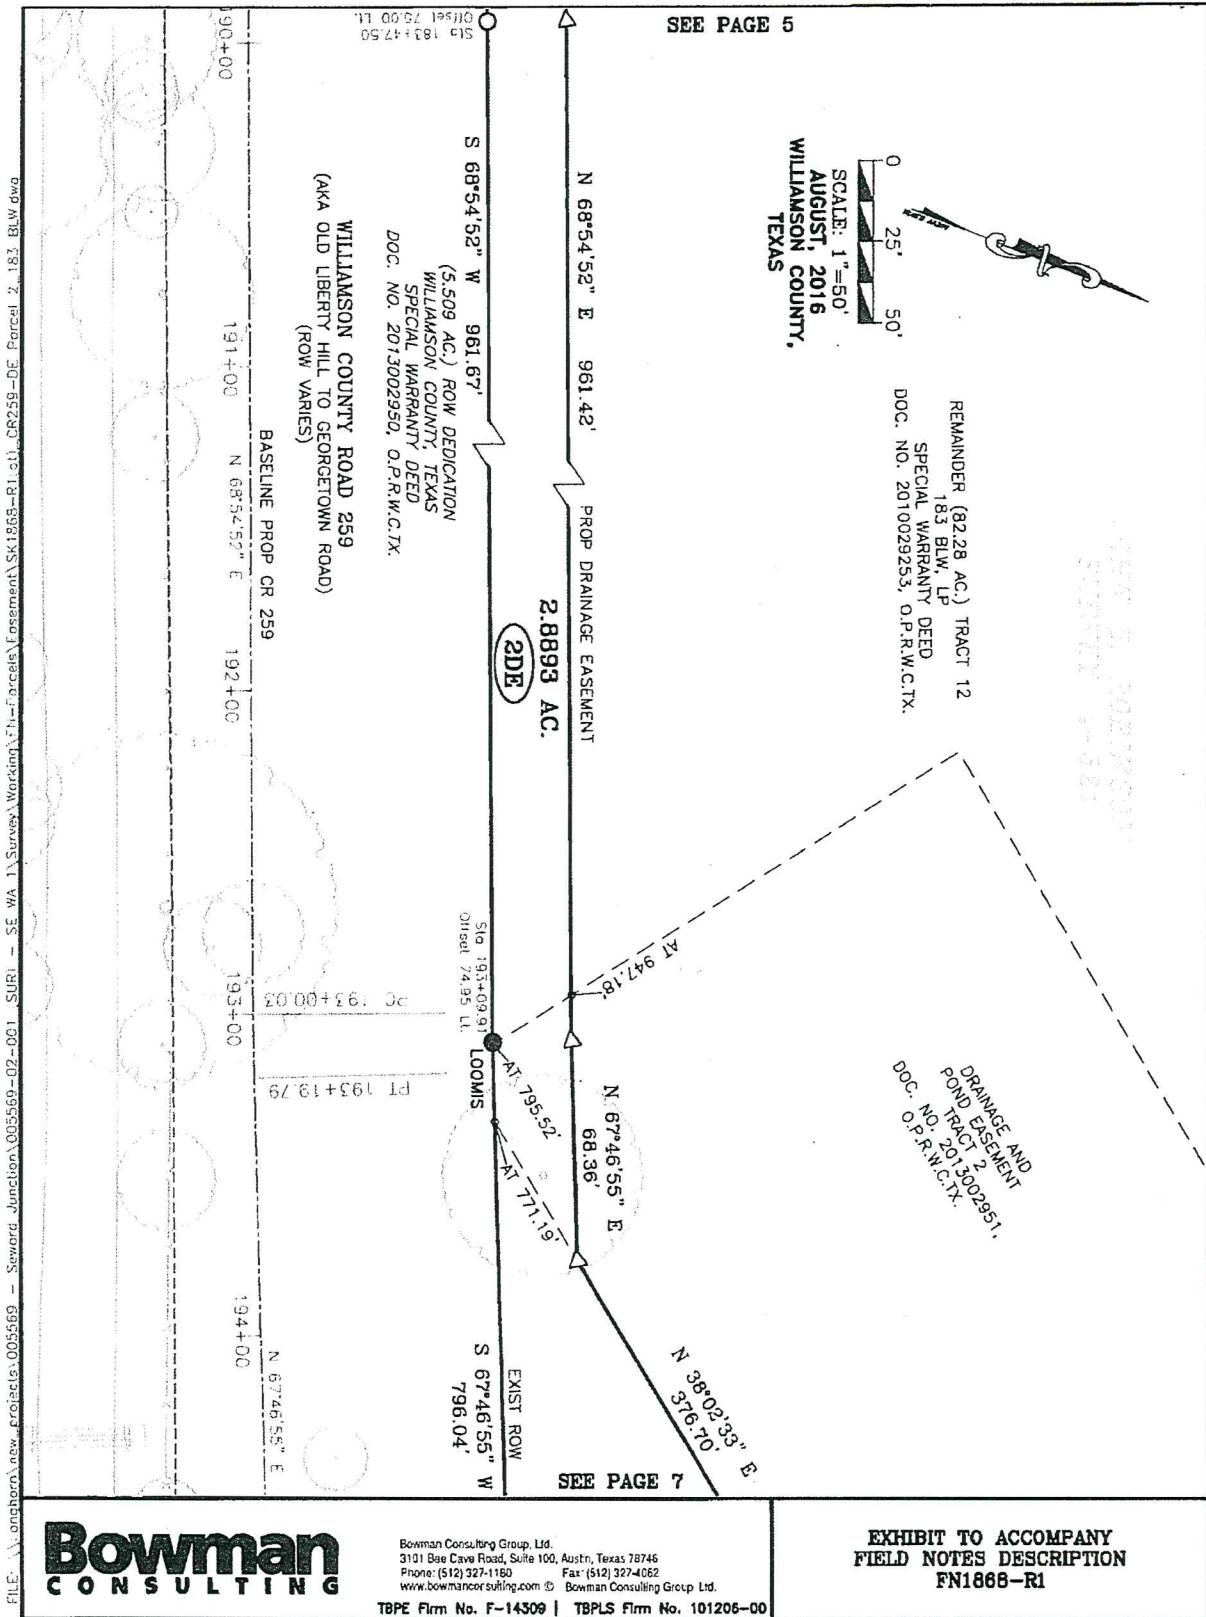 SEE PAGE 5
0 25' 50'
SCALE: 1"=50'
AUGUST, 2016
WILLIAMSON COUNTY,
TEXAS
REMAINDER (82.28 AC.) TRACT 12
183 BLW, LP
SPECIAL WARRANTY DEED
DOC. NO. 2010029253, O.P.R.W.C.TX.
DRAINAGE AND
POND EASEMENT
TRACT 2
DOC. NO. 2013002951,
O.P.R.W.C.TX.
AT 947.18'
N 68°54'52" E 961.42'
PROP DRAINAGE EASEMENT
2.8893 AC.
2DE
N 67°46'55" E
68.36'
N 38°02'33" E
376.70'
Sta 183+47.50
Offset 75.00 Lt.
S 68°54'52" W 961.67'
(5.509 AC.) ROW DEDICATION
WILLIAMSON COUNTY, TEXAS
SPECIAL WARRANTY DEED
DOC. NO. 2013002950, O.P.R.W.C.TX.
Sta 193+09.91
Offset 74.95 Lt.
LOOMIS
AT 795.52'
AT 771.19'
EXIST ROW
S 67°46'55" W
796.04'
WILLIAMSON COUNTY ROAD 259
(AKA OLD LIBERTY HILL TO GEORGETOWN ROAD)
(ROW VARIES)
PC 193+00.03
PT 193+19.79
BASELINE PROP CR 259
N 68°54'52" E
N 67°46'55" E
190+00
191+00
192+00
193+00
194+00
SEE PAGE 7
Bowman
CONSULTING
Bowman Consulting Group, Ltd.
3101 Bee Cave Road, Suite 100, Austin, Texas 78746
Phone: (512) 327-1180 Fax: (512) 327-4062
www.bowmanconsulting.com © Bowman Consulting Group Ltd.
TBPE Firm No. F-14309 | TBPLS Firm No. 101206-00
EXHIBIT TO ACCOMPANY
FIELD NOTES DESCRIPTION
FN1868-R1